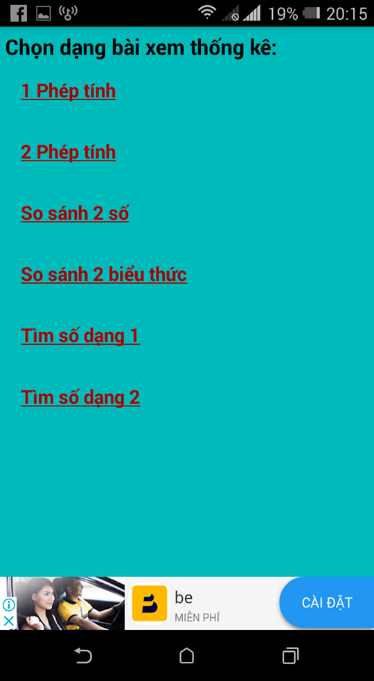 19% 20:15
Chọn dạng bài xem thống kê:
1 Phép tính
2 Phép tính
So sánh 2 số
So sánh 2 biểu thức
Tìm số dạng 1
Tìm số dạng 2
be
MIỄN PHÍ
CÀI ĐẶT